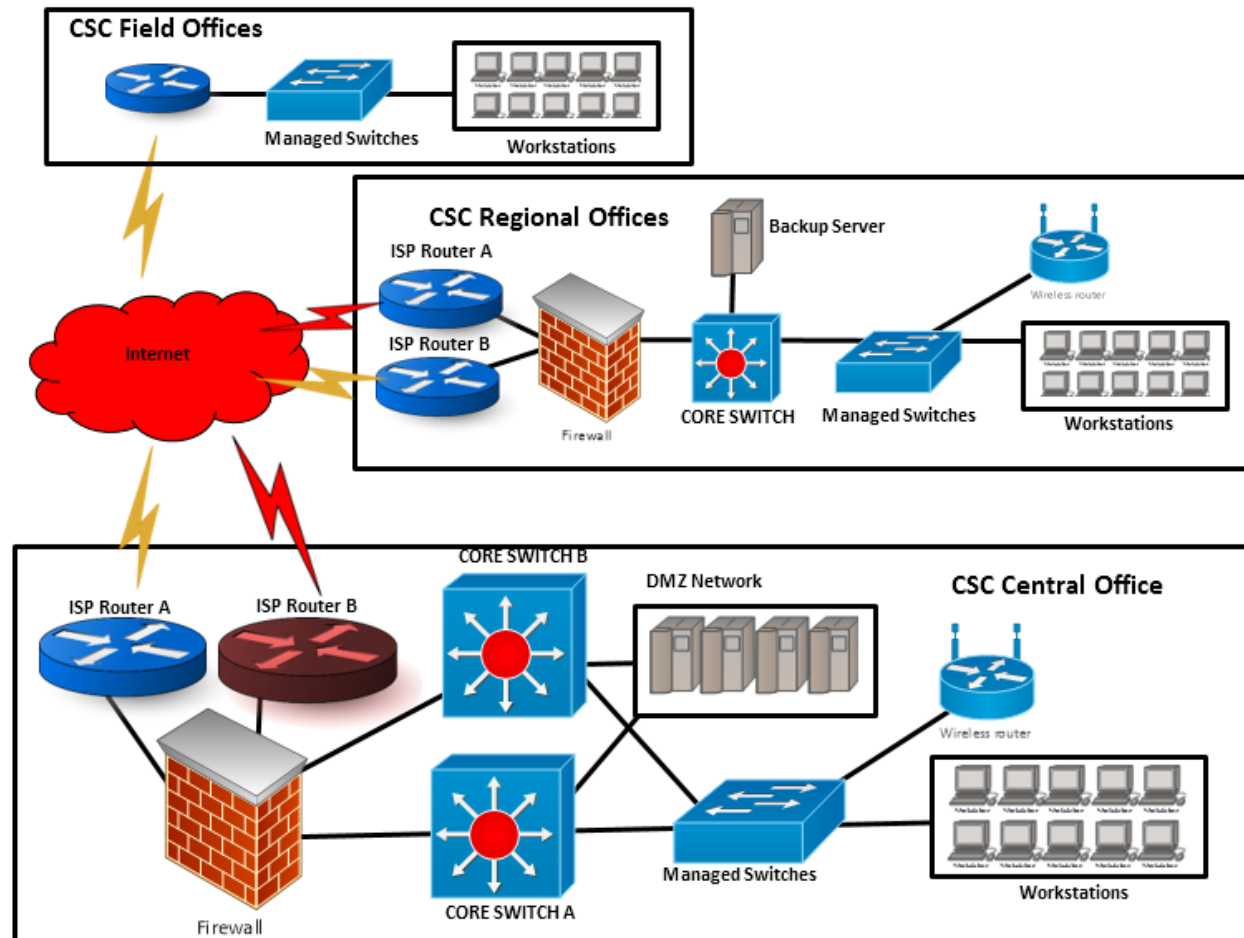 CSC Field Offices
Managed Switches
Workstations
CSC Regional Offices
Backup Server
ISP Router A
Wireless router
Internet
ISP Router B
CORE SWITCH
Managed Switches
Firewall
Workstations
CORE SWITCH B
DMZ Network
CSC Central Office
ISP Router A
ISP Router B
Wireless router
Managed Switches
Workstations
CORE SWITCH A
Firewall